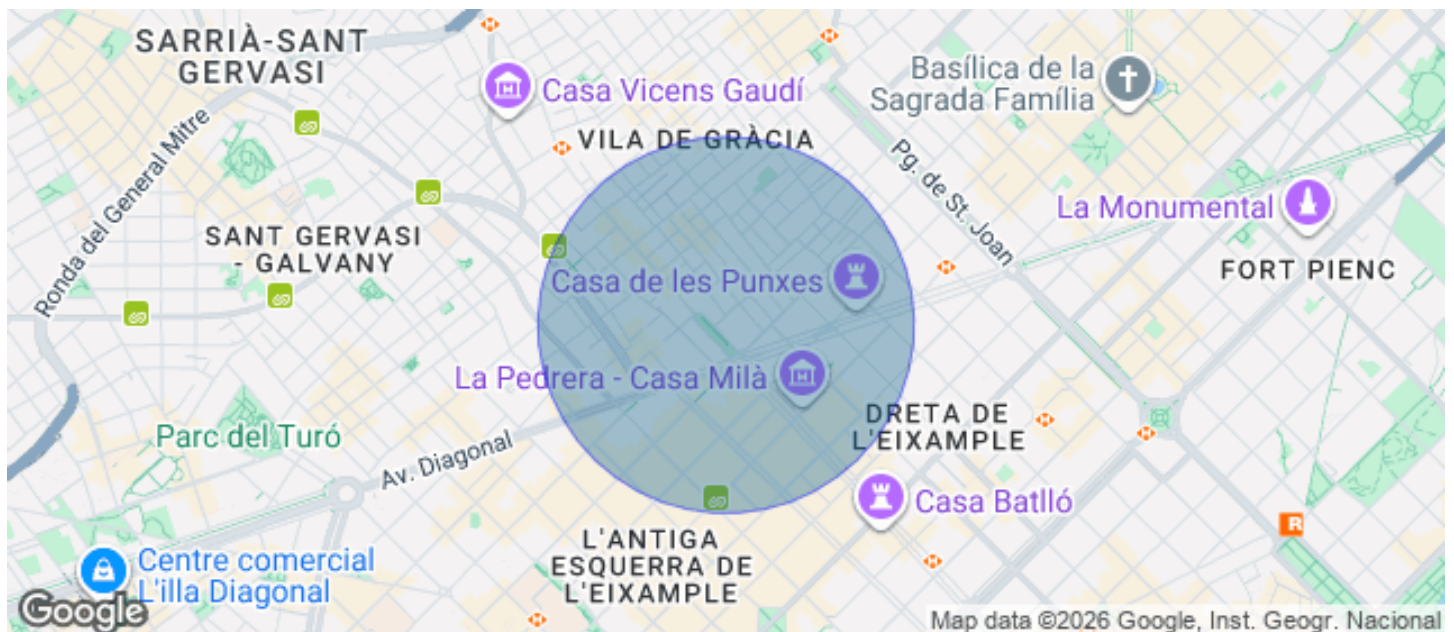 SARRIÀ-SANT
GERVASI
Casa Vicens Gaudí
Basílica de la
Sagrada Família
VILA DE GRÀCIA
Ronda del General Mitre
Pg. de St. Joan
La Monumental
SANT GERVASI
- GALVANY
FORT PIENC
Casa de les Punxes
La Pedrera - Casa Milà
DRETA DE
L'EIXAMPLE
Parc del Turó
Av. Diagonal
Casa Batlló
R
L'ANTIGA
ESQUERRA DE
L'EIXAMPLE
Centre comercial
L'illa Diagonal
Google
Map data ©2026 Google, Inst. Geogr. Nacional